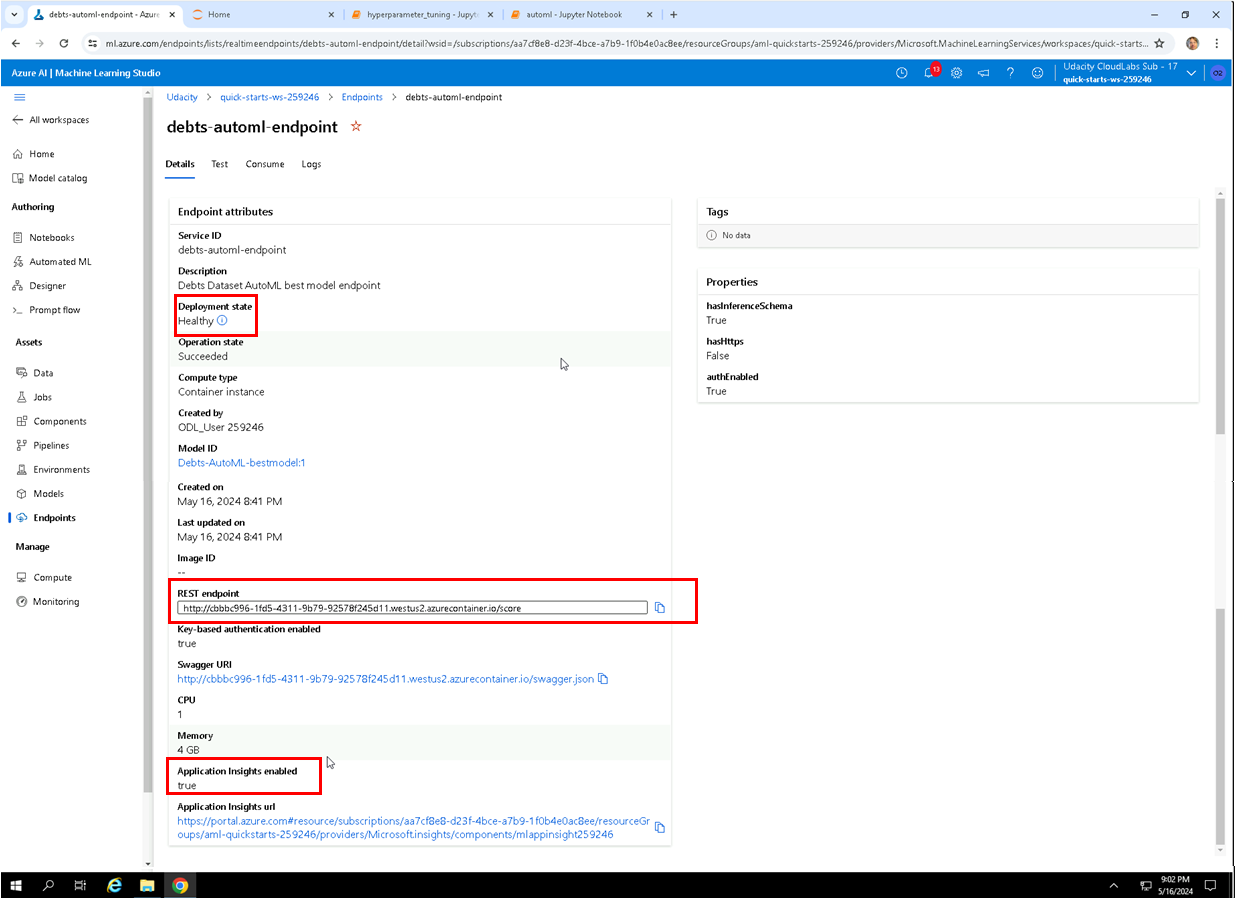 debts-automl-endpoint - Azure
Home
hyperparameter_tuning - Jupyt
automl - Jupyter Notebook
ml.azure.com/endpoints/lists/realtimeendpoints/debts-automl-endpoint/detail?wsid=/subscriptions/aa7cf8e8-d23f-4bce-a7b9-1f0b4e0ac8ee/resourceGroups/aml-quickstarts-259246/providers/Microsoft.MachineLearningServices/workspaces/quick-starts...
Azure AI | Machine Learning Studio
13
Udacity CloudLabs Sub - 17
quick-starts-ws-259246
O2
All workspaces
Home
Model catalog
Authoring
Notebooks
Automated ML
Designer
Prompt flow
Assets
Data
Jobs
Components
Pipelines
Environments
Models
Endpoints
Manage
Compute
Monitoring
Udacity > quick-starts-ws-259246 > Endpoints > debts-automl-endpoint
debts-automl-endpoint
Details Test Consume Logs
Endpoint attributes
Service ID
debts-automl-endpoint
Description
Debts Dataset AutoML best model endpoint
Deployment state
Healthy
Operation state
Succeeded
Compute type
Container instance
Created by
ODL_User 259246
Model ID
Debts-AutoML-bestmodel:1
Created on
May 16, 2024 8:41 PM
Last updated on
May 16, 2024 8:41 PM
Image ID
--
REST endpoint
http://cbbbc996-1fd5-4311-9b79-92578f245d11.westus2.azurecontainer.io/score
Key-based authentication enabled
true
Swagger URI
http://cbbbc996-1fd5-4311-9b79-92578f245d11.westus2.azurecontainer.io/swagger.json
CPU
1
Memory
4 GB
Application Insights enabled
true
Application Insights url
https://portal.azure.com#resource/subscriptions/aa7cf8e8-d23f-4bce-a7b9-1f0b4e0ac8ee/resourceGr
oups/aml-quickstarts-259246/providers/Microsoft.insights/components/mlappinsight259246
Tags
No data
Properties
hasInferenceSchema
True
hasHttps
False
authEnabled
True
9:02 PM
5/16/2024